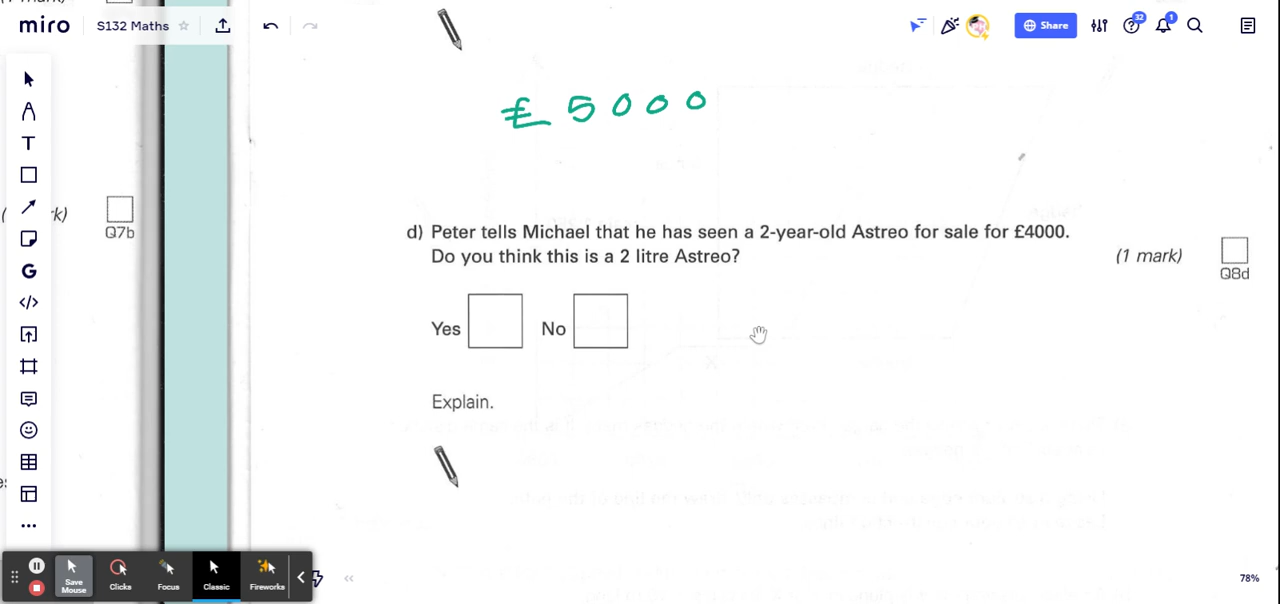 k)
miro S132 Maths 32 1 Share
£5000
k)
Q7b
d) Peter tells Michael that he has seen a 2-year-old Astreo for sale for £4000.
Do you think this is a 2 litre Astreo?
(1 mark)
Q8d
Yes No
Explain.
Save Mouse Clicks Focus Classic Fireworks
78%